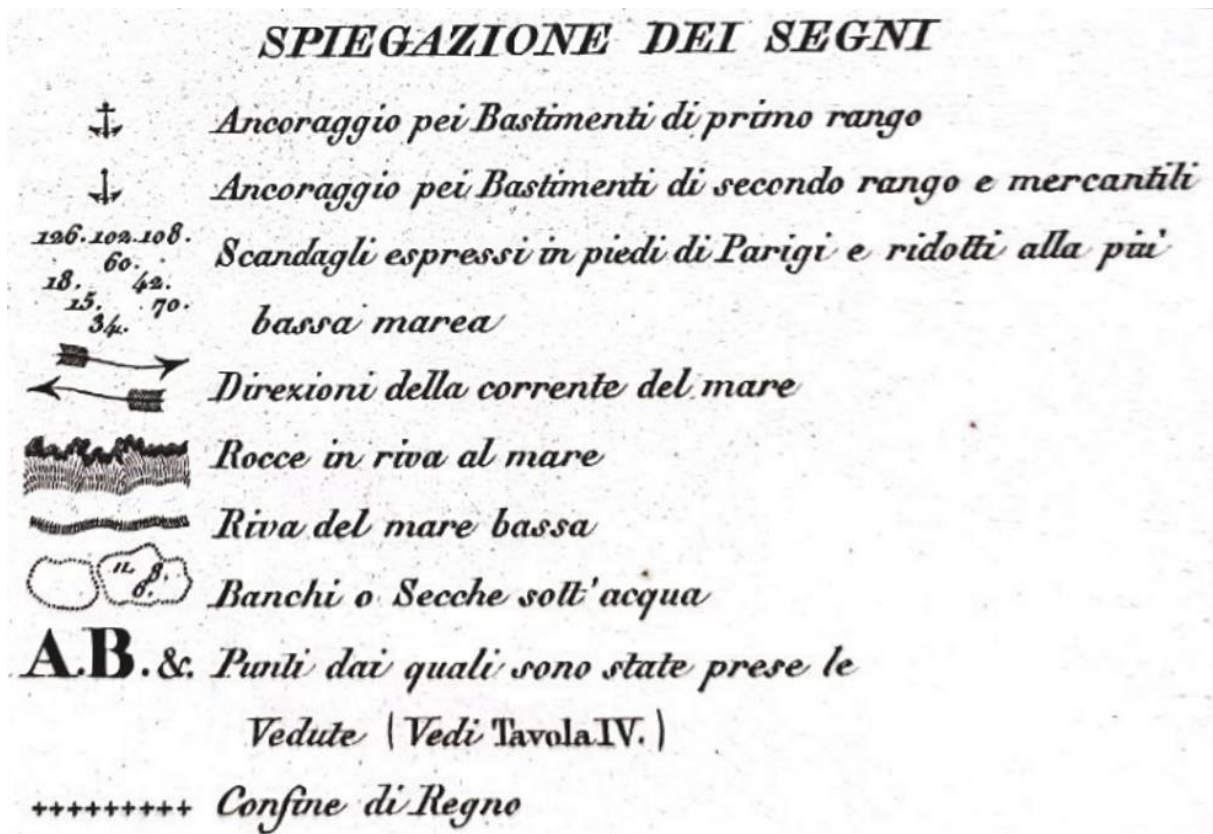 SPIEGAZIONE DEI SEGNI
Ancoraggio pei Bastimenti di primo rango
Ancoraggio pei Bastimenti di secondo rango e mercantili
126. 102. 108.
60.
18. 42.
15. 70.
34.
Scandagli espressi in piedi di Parigi e ridotti alla più
bassa marea
Direzioni della corrente del mare
Rocce in riva al mare
Riva del mare bassa
8.
6.
Banchi o Secche sott'acqua
A.B. &. Punti dai quali sono state prese le
Vedute (Vedi Tavola IV.)
+++++++++ Confine di Regno